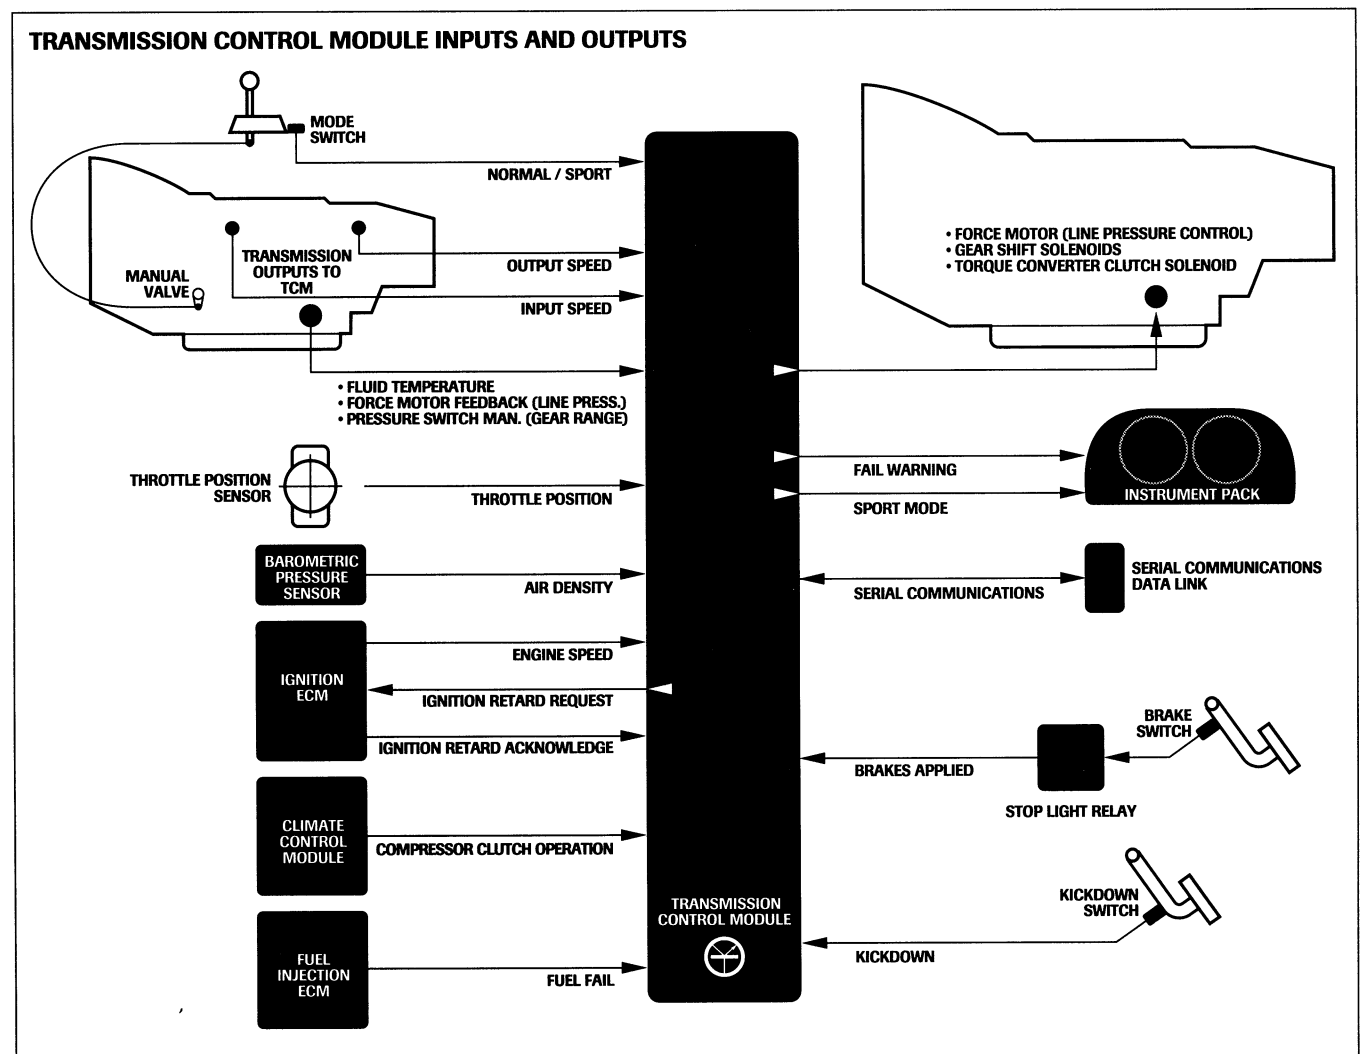 TRANSMISSION CONTROL MODULE INPUTS AND OUTPUTS
MODE
SWITCH
NORMAL / SPORT
TRANSMISSION
OUTPUTS TO
TCM
MANUAL
VALVE
OUTPUT SPEED
INPUT SPEED
• FLUID TEMPERATURE
• FORCE MOTOR FEEDBACK (LINE PRESS.)
• PRESSURE SWITCH MAN. (GEAR RANGE)
THROTTLE POSITION
SENSOR
THROTTLE POSITION
BAROMETRIC
PRESSURE
SENSOR
AIR DENSITY
IGNITION
ECM
ENGINE SPEED
IGNITION RETARD REQUEST
IGNITION RETARD ACKNOWLEDGE
CLIMATE
CONTROL
MODULE
COMPRESSOR CLUTCH OPERATION
FUEL
INJECTION
ECM
FUEL FAIL
TRANSMISSION
CONTROL MODULE
• FORCE MOTOR (LINE PRESSURE CONTROL)
• GEAR SHIFT SOLENOIDS
• TORQUE CONVERTER CLUTCH SOLENOID
FAIL WARNING
SPORT MODE
INSTRUMENT PACK
SERIAL COMMUNICATIONS
SERIAL COMMUNICATIONS
DATA LINK
BRAKE
SWITCH
BRAKES APPLIED
STOP LIGHT RELAY
KICKDOWN
SWITCH
KICKDOWN